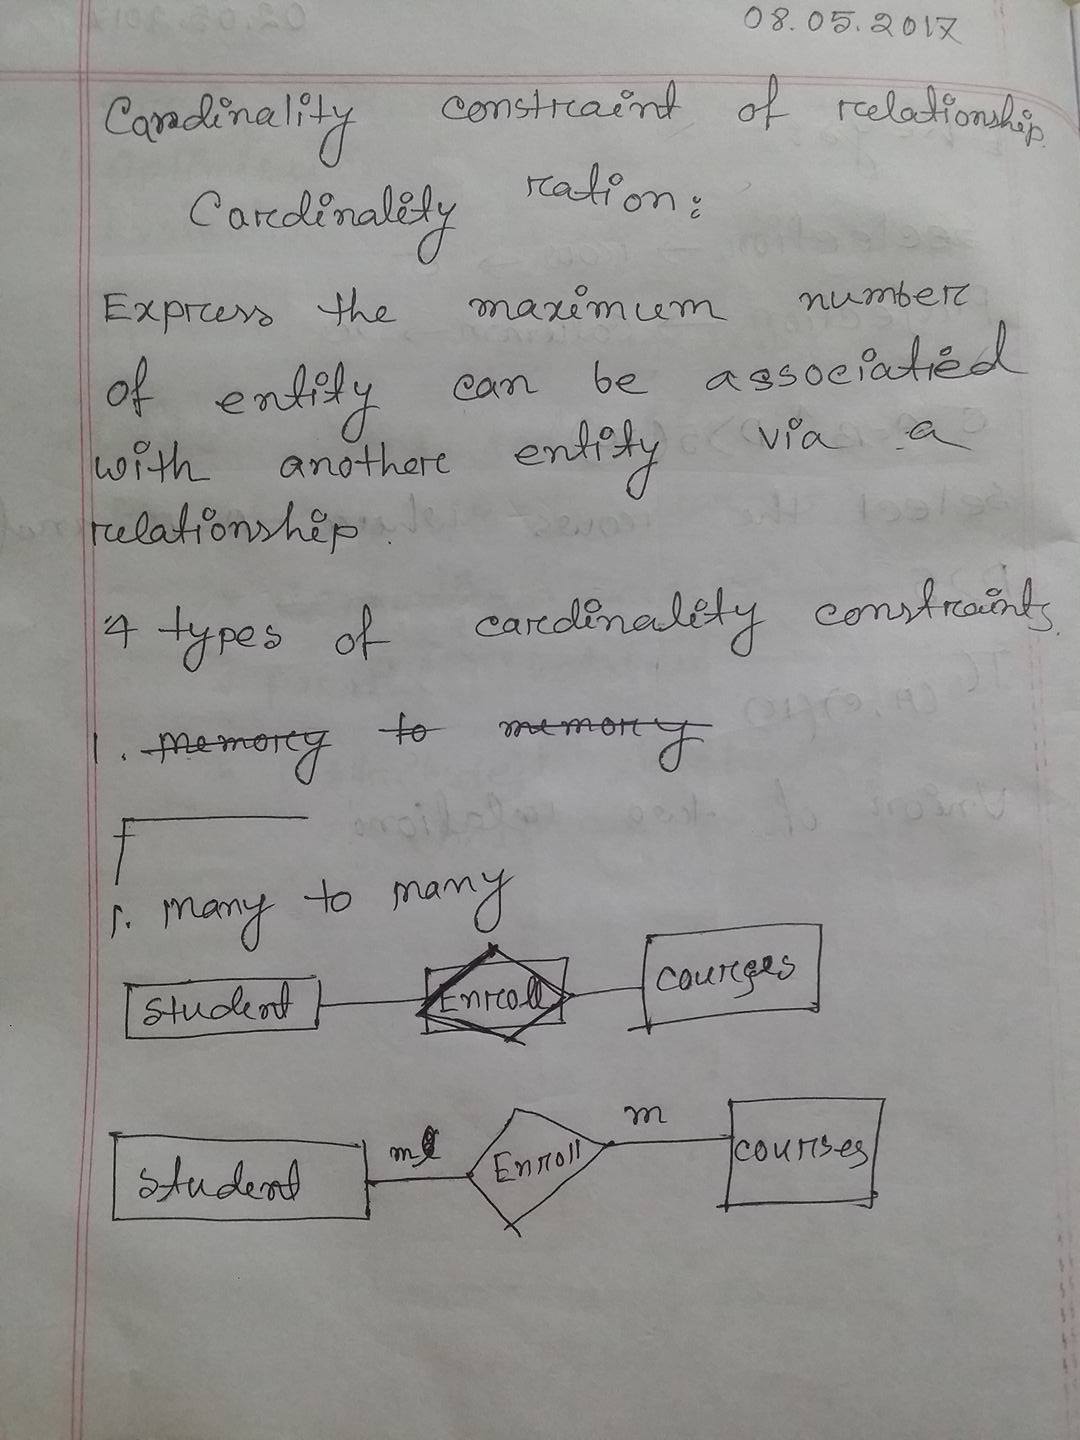 08.05.2017
Cardinality constraint of relationship.
Cardinality ration:
Express the maximum number
of entity can be associatied
with another entity via a
relationship.
4 types of cardinality constraints.
1. memory to memory
1. many to many
Student Enroll courses
Student m Enroll m courses